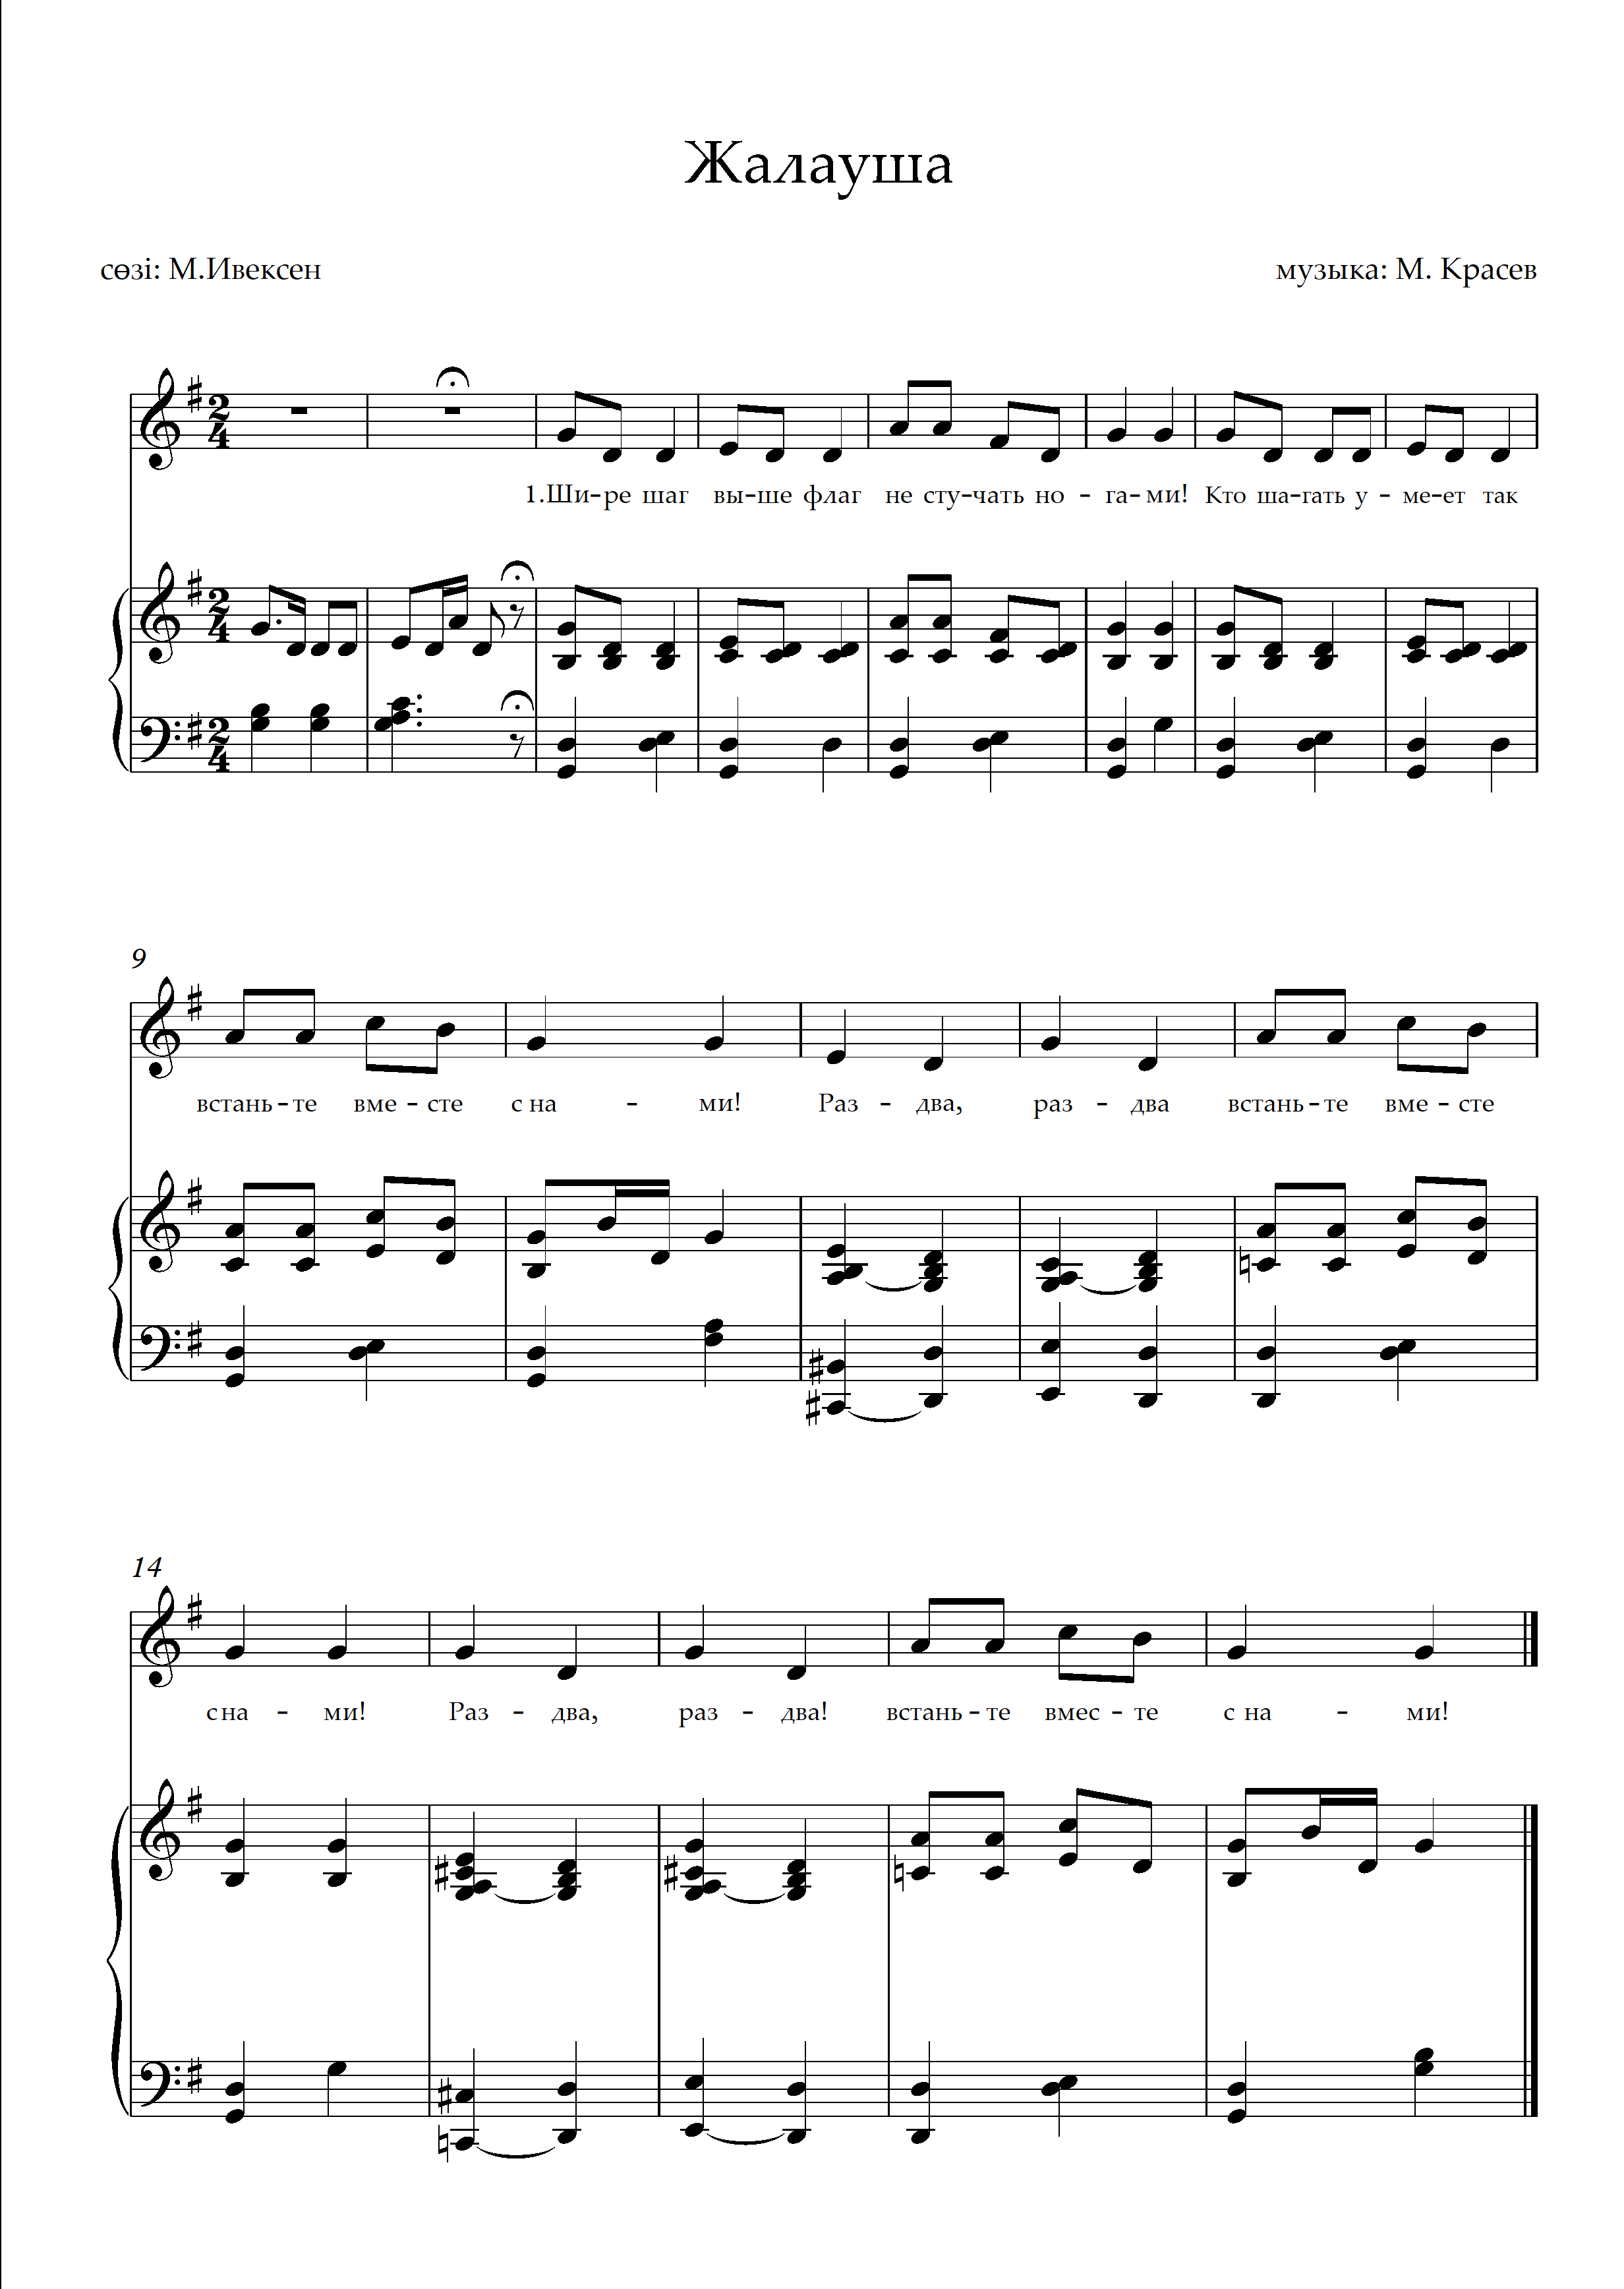 Жалауша
сөзі: М.Ивексен
музыка: М. Красев
1.Ши-ре шаг вы-ше флаг не сту-чать но - га-ми! Кто ша-гать у - ме-ет так
9
встань-те вме - сте с на - ми! Раз - два, раз - два встань-те вме - сте
14
с на - ми! Раз - два, раз - два! встань - те вмес - те с на - ми!